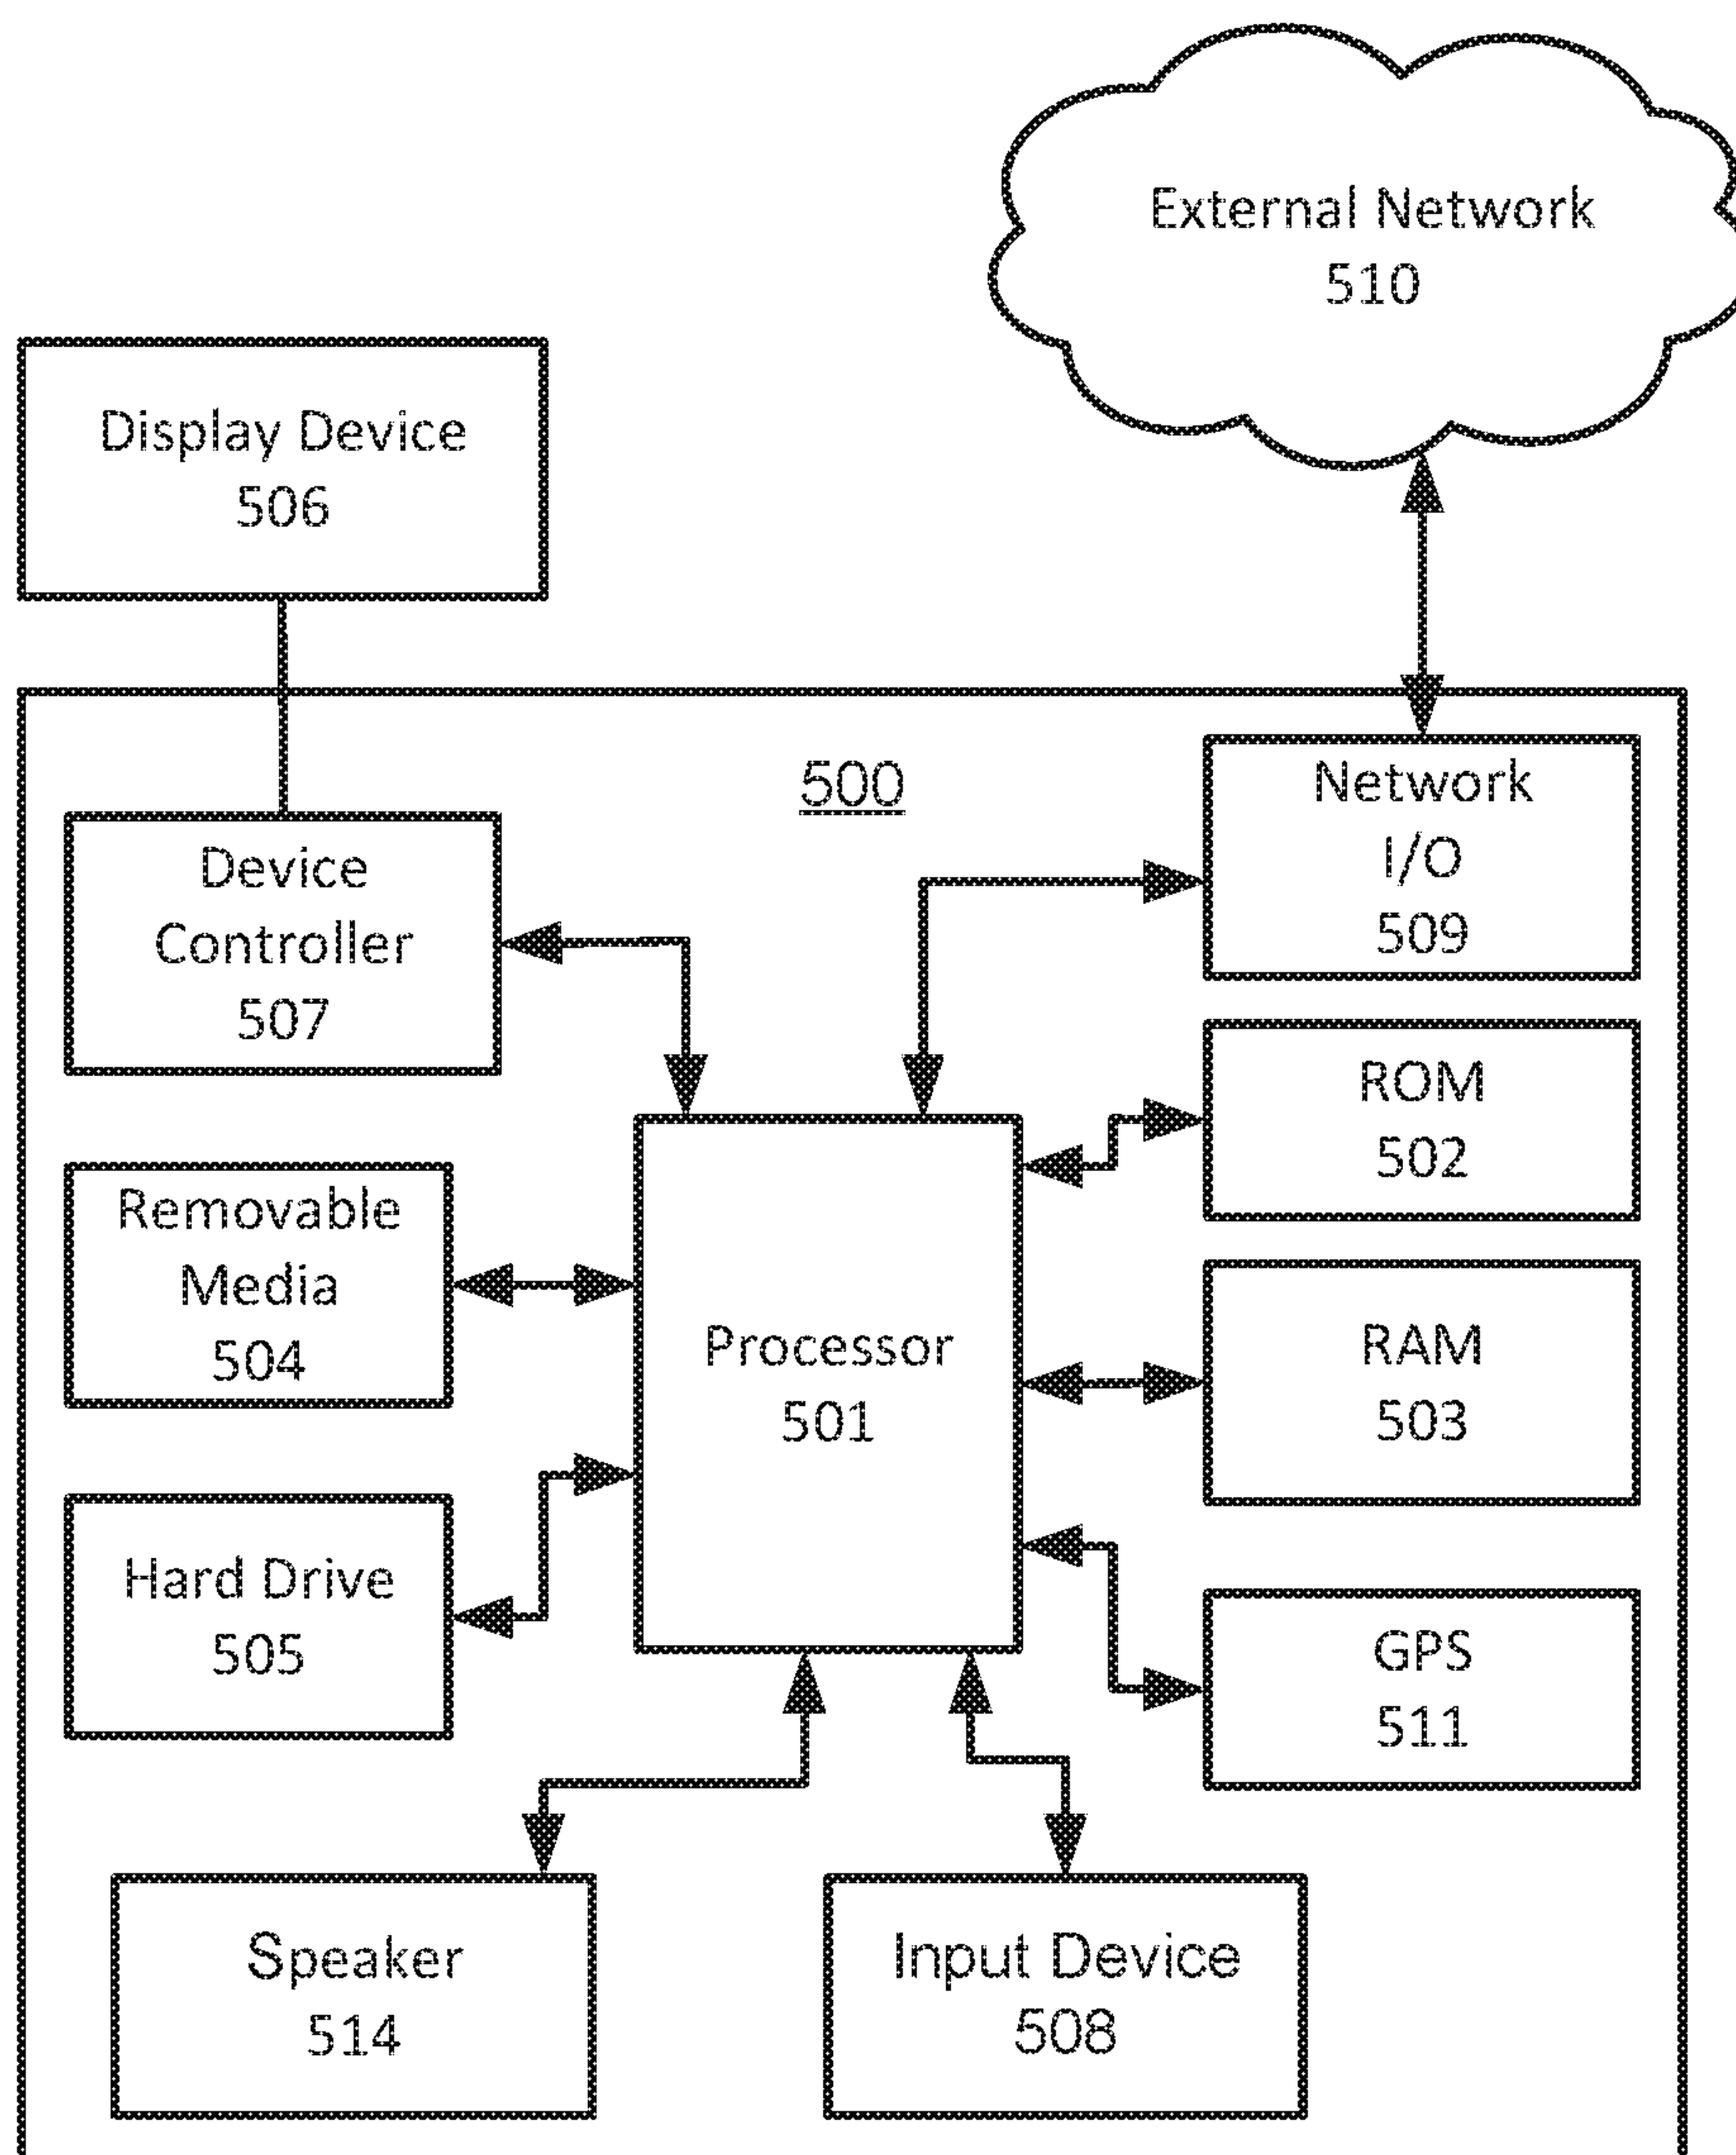 External Network
510
Display Device
506
500
Network
I/O
509
Device
Controller
507
ROM
502
Removable
Media
504
Processor
501
RAM
503
Hard Drive
505
GPS
511
Speaker
514
Input Device
508